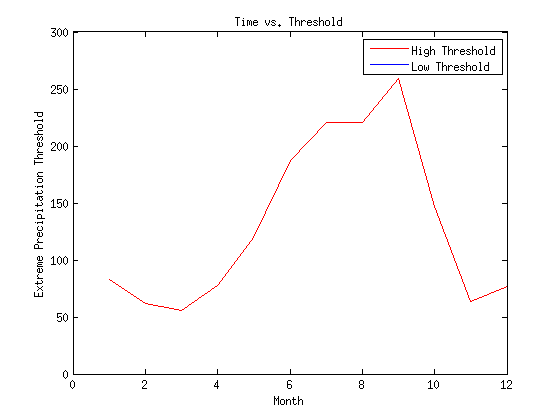 Time vs. Threshold
High Threshold
Low Threshold
Extreme Precipitation Threshold
300
250
200
150
100
50
0
0 2 4 6 8 10 12
Month